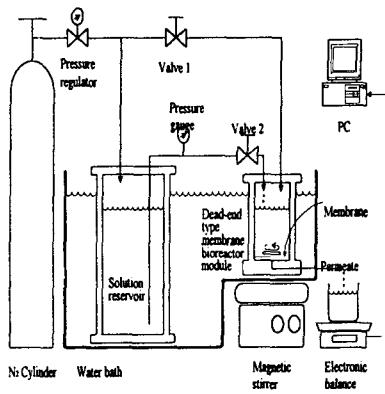 Pressure
regulator
Valve 1
Pressure
gauge
Valve 2
PC
Dead-end
type
membrane
bioreactor
module
Membrane
Solution
reservoir
Permeate
N₂ Cylinder
Water bath
Magnetic
stirrer
Electronic
balance